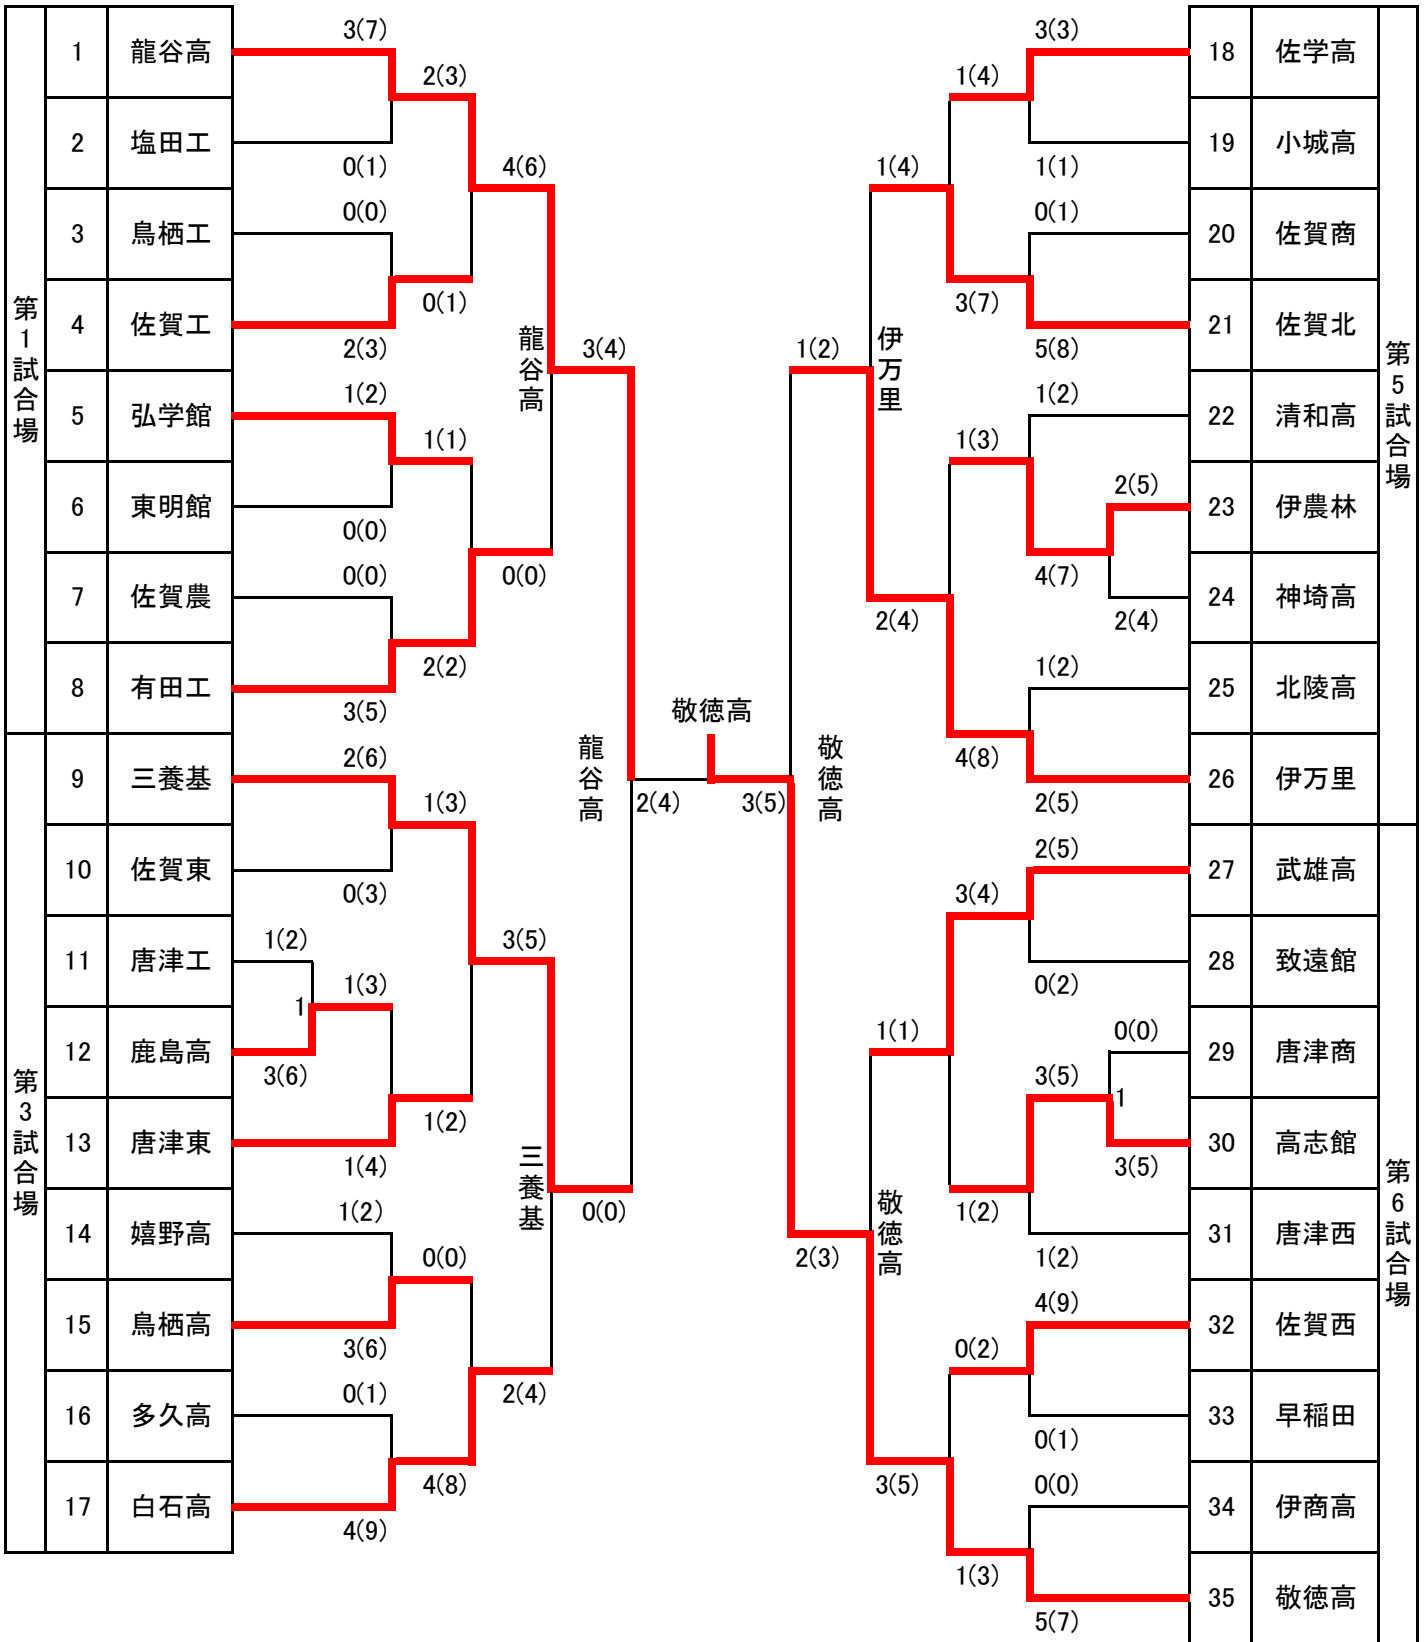 第1試合場
1 龍谷高
2 塩田工
3 鳥栖工
4 佐賀工
5 弘学館
6 東明館
7 佐賀農
8 有田工
第3試合場
9 三養基
10 佐賀東
11 唐津工
12 鹿島高
13 唐津東
14 嬉野高
15 鳥栖高
16 多久高
17 白石高
3(7)
0(1)
0(0)
2(3)
1(2)
0(0)
0(0)
3(5)
2(6)
0(3)
1(2)
1
3(6)
1(3)
1(4)
1(2)
3(6)
0(1)
4(9)
2(3)
0(1)
1(1)
2(2)
1(3)
1(2)
0(0)
4(8)
4(6)
0(0)
3(5)
2(4)
龍谷高
三養基
3(4)
0(0)
龍谷高
2(4)
敬徳高
3(5)
敬徳高
1(2)
2(3)
伊万里
敬徳高
1(4)
2(4)
1(1)
3(5)
1(4)
3(7)
1(3)
4(8)
3(4)
1(2)
0(2)
1(3)
3(3)
1(1)
0(1)
5(8)
1(2)
4(7)
2(5)
2(4)
1(2)
2(5)
2(5)
0(2)
3(5)
0(0)
1
3(5)
1(2)
4(9)
0(1)
0(0)
5(7)
第5試合場
18 佐学高
19 小城高
20 佐賀商
21 佐賀北
22 清和高
23 伊農林
24 神埼高
25 北陵高
26 伊万里
第6試合場
27 武雄高
28 致遠館
29 唐津商
30 高志館
31 唐津西
32 佐賀西
33 早稲田
34 伊商高
35 敬徳高